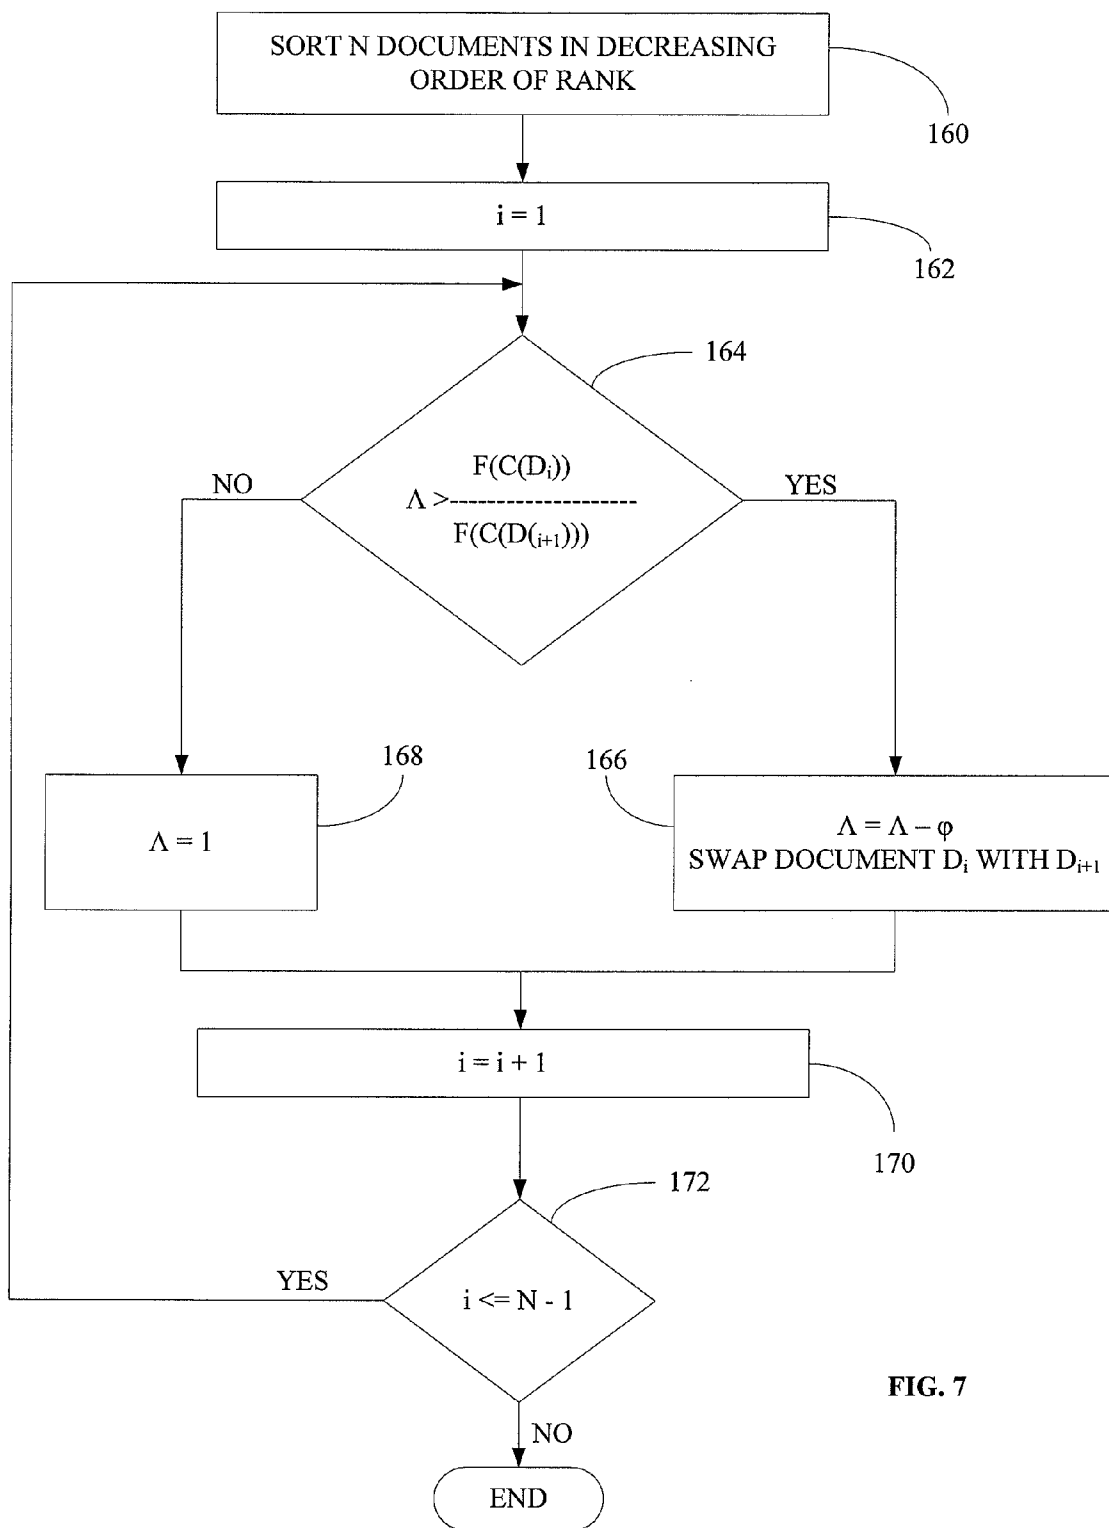 SORT N DOCUMENTS IN DECREASING
ORDER OF RANK
160
i = 1
162
164
NO
YES
F(C(Dᵢ))
Λ >--------------------
F(C(D(ᵢ₊₁)))
168
166
Λ = 1
Λ = Λ – φ
SWAP DOCUMENT Dᵢ WITH Dᵢ₊₁
i = i + 1
170
172
YES
i <= N - 1
FIG. 7
NO
END